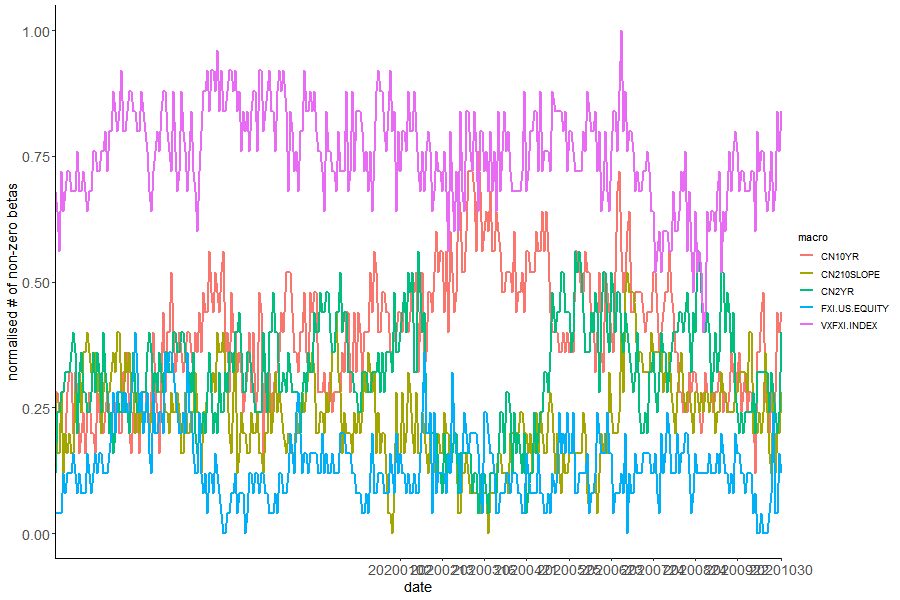 normalised # of non-zero betas
1.00
0.75
0.50
0.25
0.00
date
macro
CN10YR
CN210SLOPE
CN2YR
FXI.US.EQUITY
VXFXI.INDEX